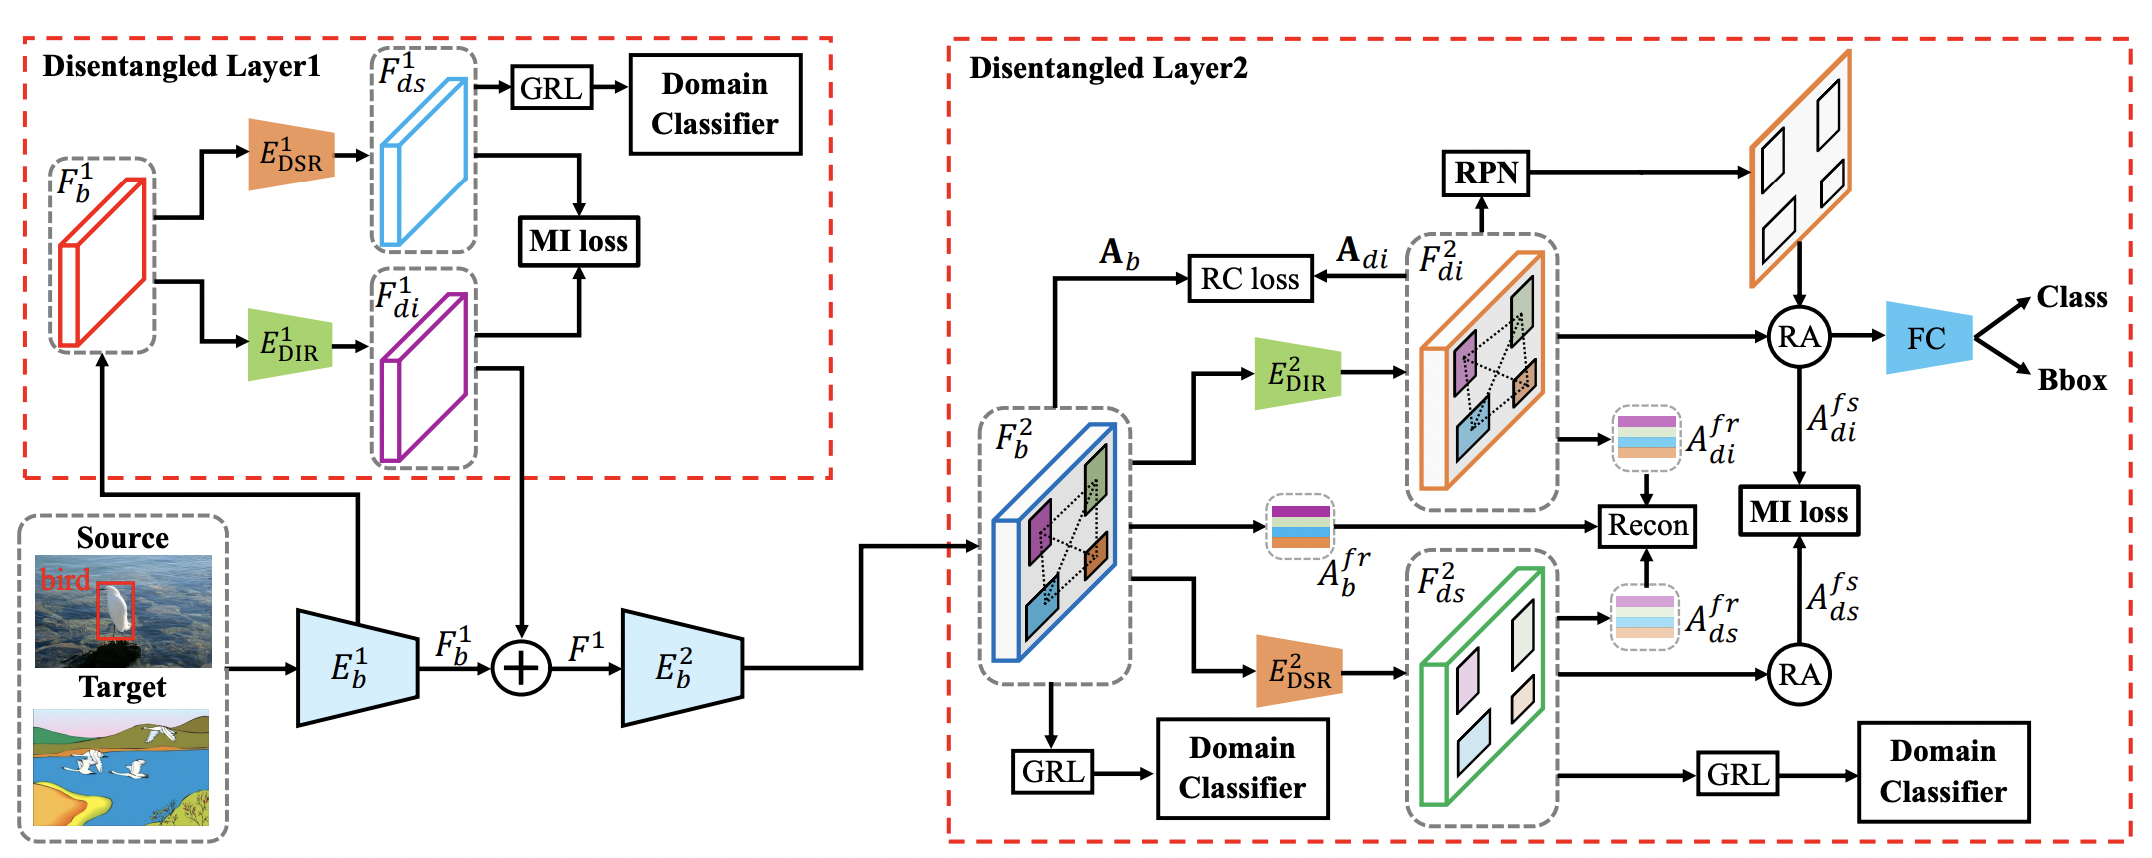 Disentangled Layer1
F_b^1
E_DSR^1
E_DIR^1
F_ds^1
F_di^1
GRL
Domain
Classifier
MI loss
Source
bird
Target
E_b^1
F_b^1
+
F^1
E_b^2
Disentangled Layer2
F_b^2
A_b
RC loss
A_di
RPN
F_di^2
E_DIR^2
E_DSR^2
A_b^fr
F_ds^2
A_di^fr
Recon
A_ds^fr
RA
FC
Class
Bbox
A_di^fs
MI loss
A_ds^fs
RA
GRL
Domain
Classifier
GRL
Domain
Classifier